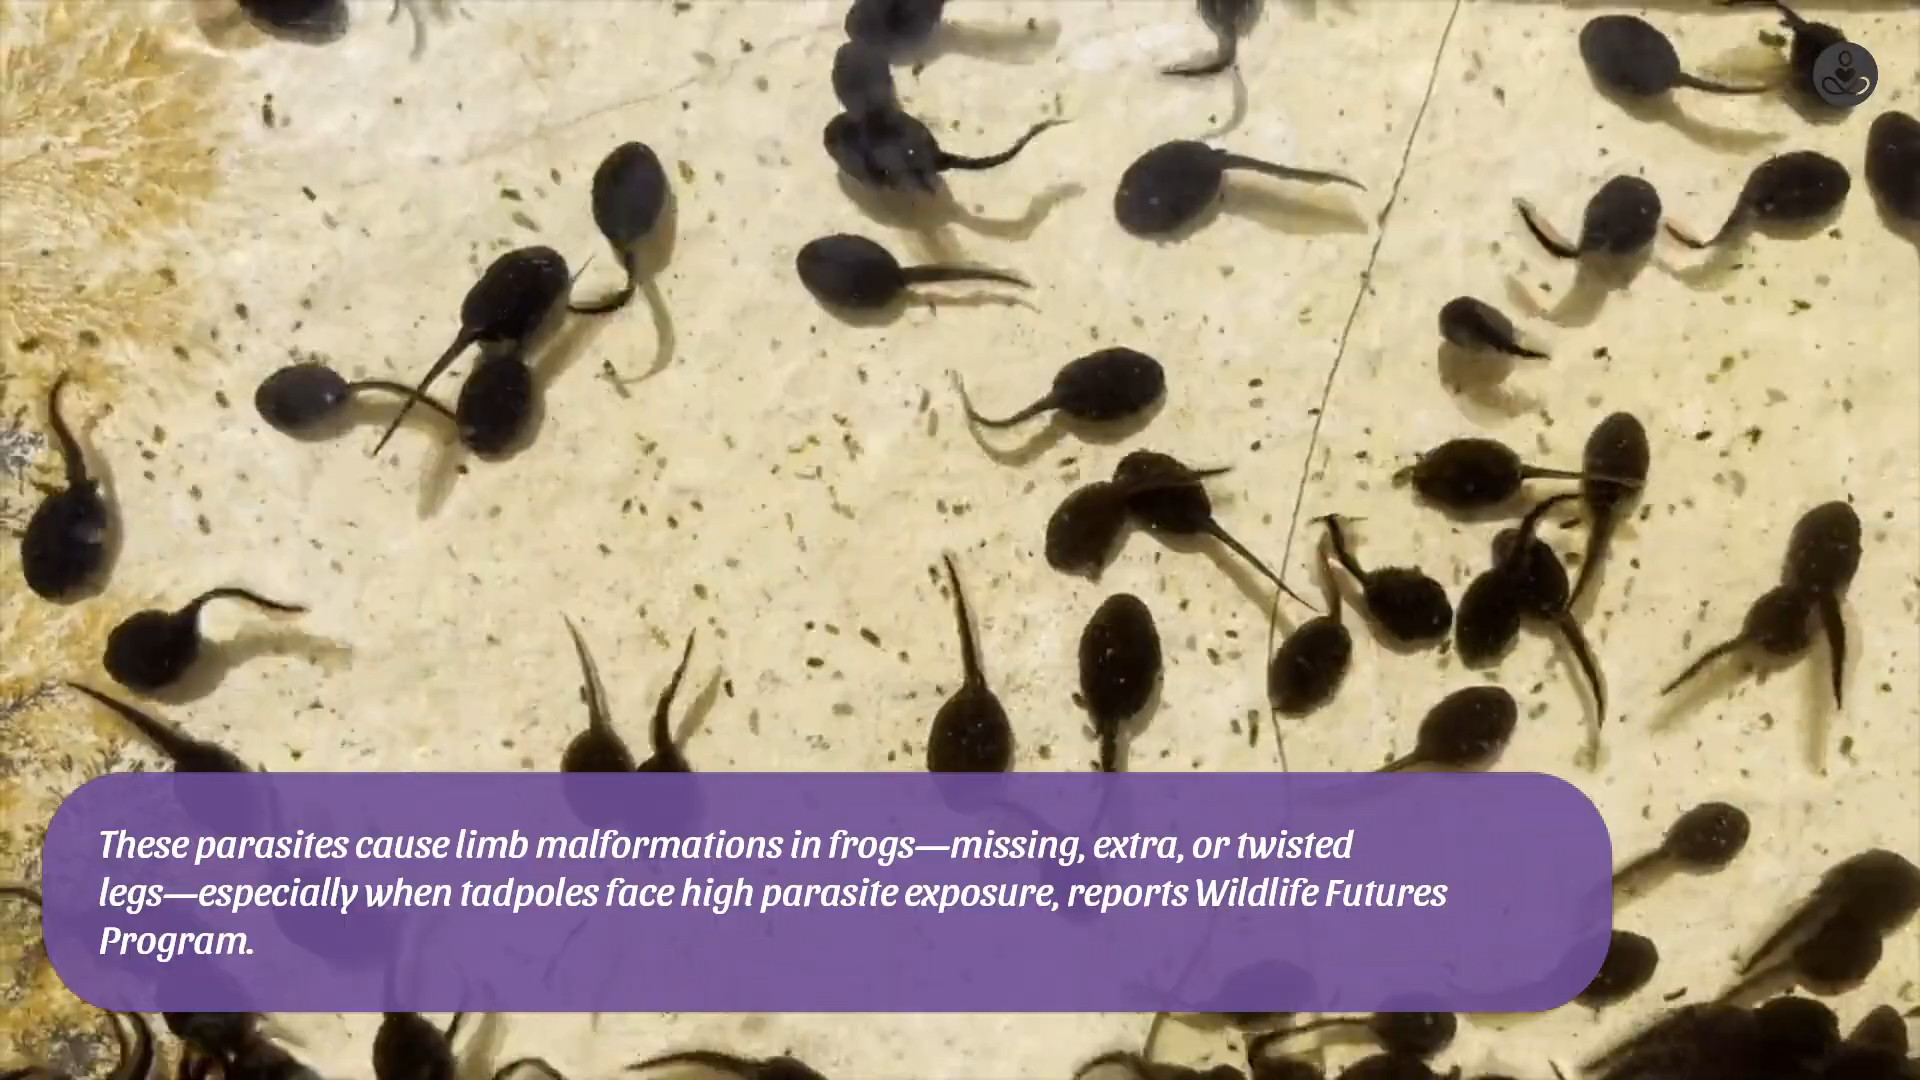 These parasites cause limb malformations in frogs—missing, extra, or twisted
legs—especially when tadpoles face high parasite exposure, reports Wildlife Futures
Program.